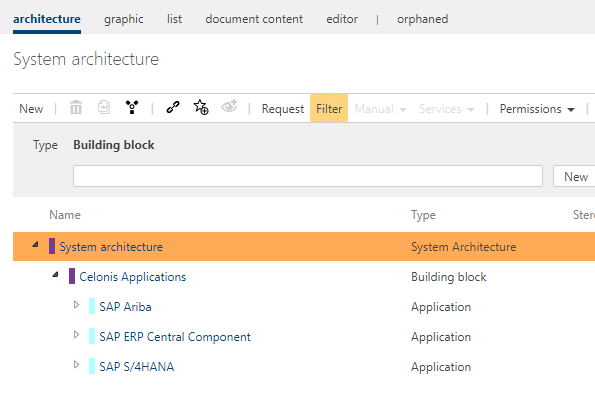 architecture graphic list document content editor | orphaned
System architecture
New Request Filter Manual Services Permissions
Type Building block
New
Name Type Ster
System architecture System Architecture
Celonis Applications Building block
SAP Ariba Application
SAP ERP Central Component Application
SAP S/4HANA Application